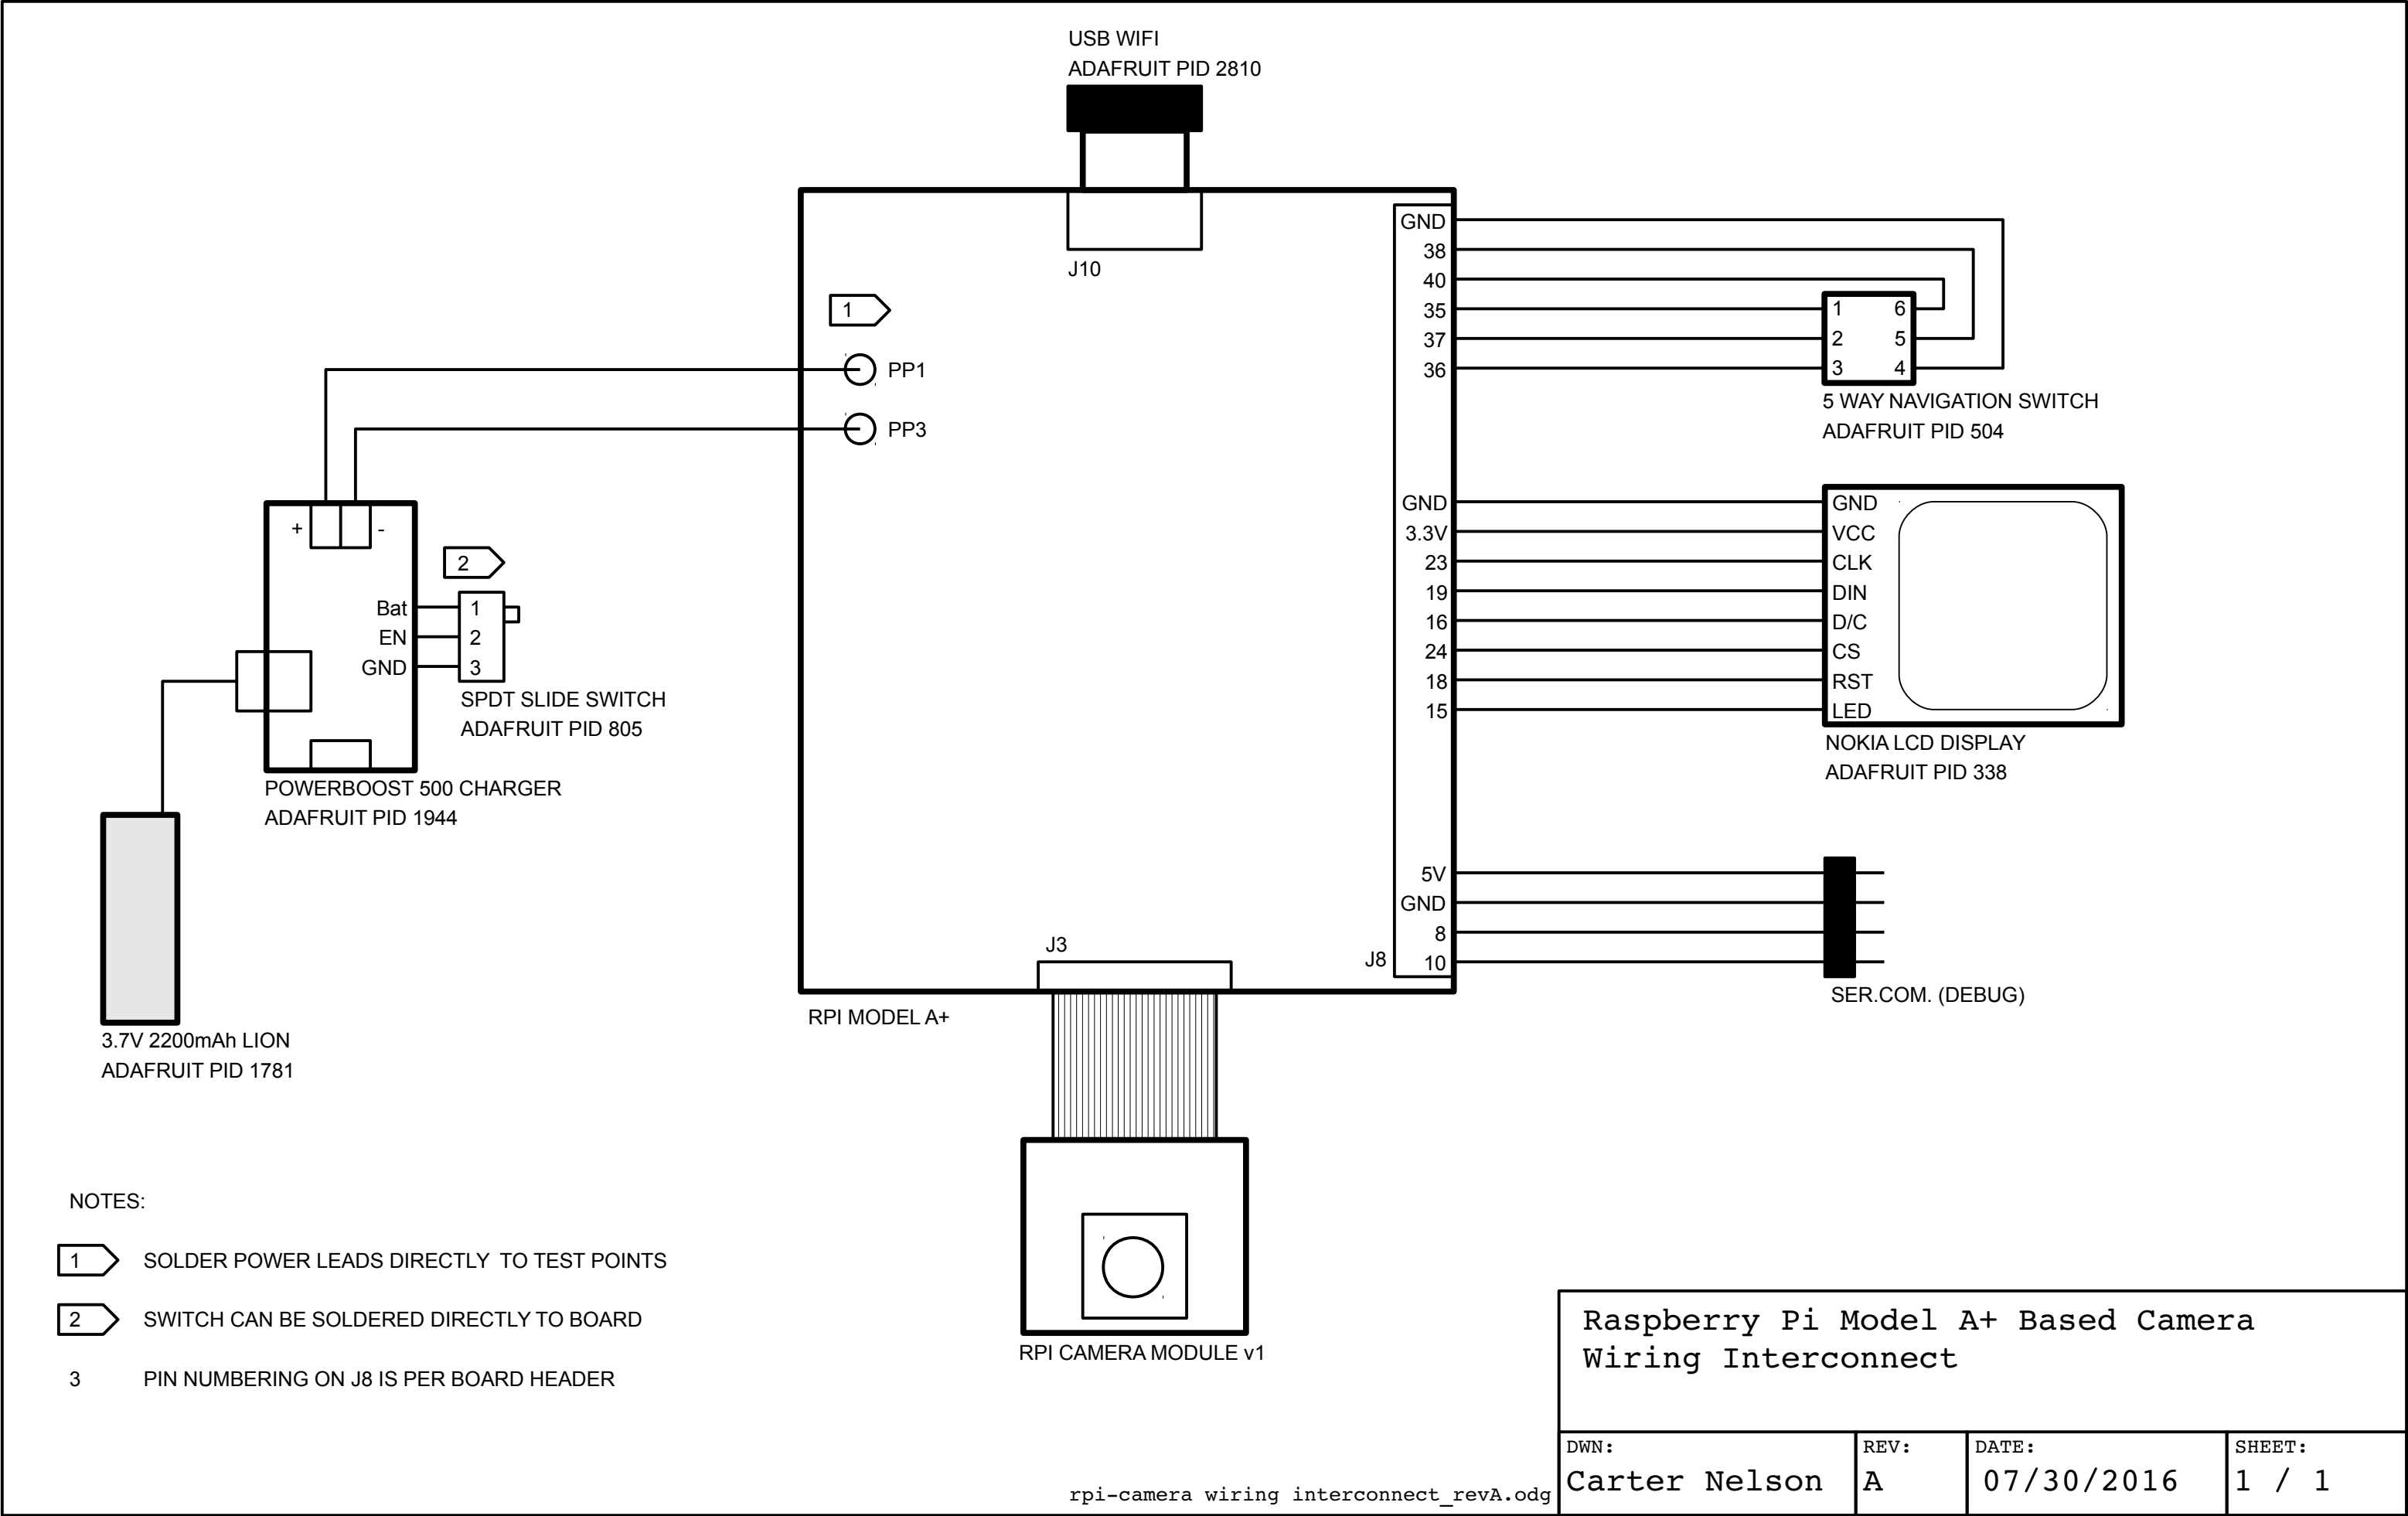 USB WIFI
ADAFRUIT PID 2810
J10
1
PP1
PP3
GND
38
40
35
37
36
1 6
2 5
3 4
5 WAY NAVIGATION SWITCH
ADAFRUIT PID 504
+ -
2
Bat 1
EN 2
GND 3
SPDT SLIDE SWITCH
ADAFRUIT PID 805
POWERBOOST 500 CHARGER
ADAFRUIT PID 1944
3.7V 2200mAh LION
ADAFRUIT PID 1781
GND GND
3.3V VCC
23 CLK
19 DIN
16 D/C
24 CS
18 RST
15 LED
NOKIA LCD DISPLAY
ADAFRUIT PID 338
5V
GND
8
10
J8
J3
SER.COM. (DEBUG)
RPI MODEL A+
RPI CAMERA MODULE v1
NOTES:
1 SOLDER POWER LEADS DIRECTLY TO TEST POINTS
2 SWITCH CAN BE SOLDERED DIRECTLY TO BOARD
3 PIN NUMBERING ON J8 IS PER BOARD HEADER
rpi-camera wiring interconnect_revA.odg
Raspberry Pi Model A+ Based Camera
Wiring Interconnect
DWN: REV: DATE: SHEET:
Carter Nelson A 07/30/2016 1 / 1